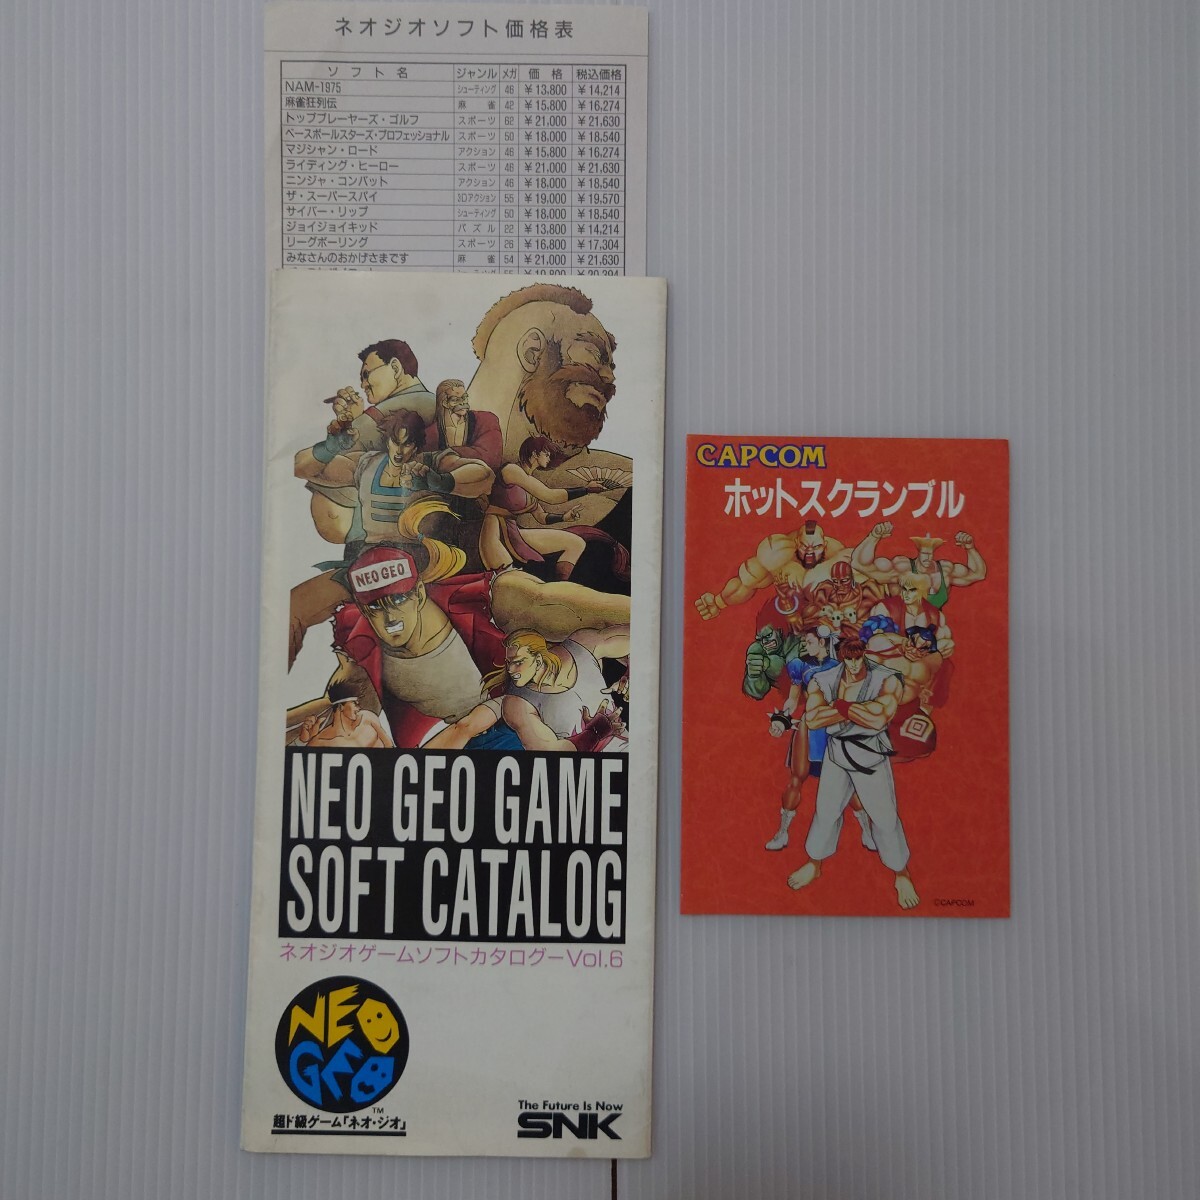 ネオジオソフト価格表
ソフト名 ジャンル メガ 価格 税込価格
NAM-1975 シューティング 46 ¥13,800 ¥14,214
麻雀狂列伝 麻雀 42 ¥15,800 ¥16,274
トッププレーヤーズ・ゴルフ スポーツ 62 ¥21,000 ¥21,630
ベースボールスターズ・プロフェッショナル スポーツ 50 ¥18,000 ¥18,540
マジシャン・ロード アクション 46 ¥15,800 ¥16,274
ライディング・ヒーロー スポーツ 46 ¥21,000 ¥21,630
ニンジャ・コンバット アクション 46 ¥18,000 ¥18,540
ザ・スーパースパイ 3Dアクション 55 ¥19,000 ¥19,570
サイバー・リップ シューティング 50 ¥18,000 ¥18,540
ジョイジョイキッド パズル 22 ¥13,800 ¥14,214
リーグボーリング スポーツ 26 ¥16,800 ¥17,304
みなさんのおかげさまです 麻雀 54 ¥21,000 ¥21,630
NEO GEO
NEO GEO GAME
SOFT CATALOG
ネオジオゲームソフトカタログーVol.6
NEO
GEO
TM
超ド級ゲーム「ネオ・ジオ」
The Future Is Now
SNK
CAPCOM
ホットスクランブル
©CAPCOM